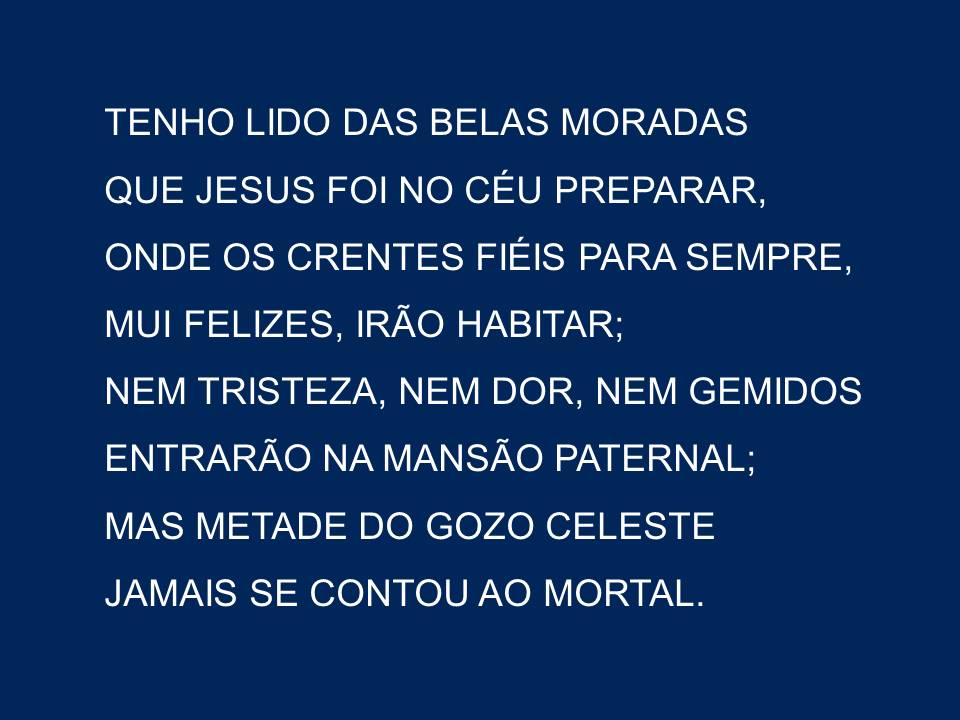 TENHO LIDO DAS BELAS MORADAS
QUE JESUS FOI NO CÉU PREPARAR,
ONDE OS CRENTES FIÉIS PARA SEMPRE,
MUI FELIZES, IRÃO HABITAR;
NEM TRISTEZA, NEM DOR, NEM GEMIDOS
ENTRARÃO NA MANSÃO PATERNAL;
MAS METADE DO GOZO CELESTE
JAMAIS SE CONTOU AO MORTAL.